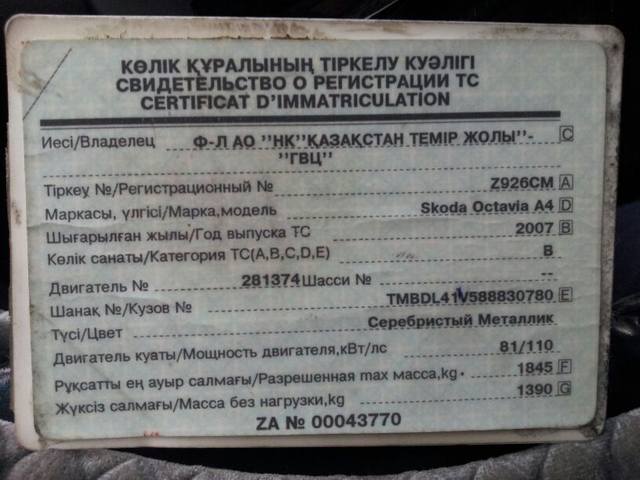 КӨЛІК ҚҰРАЛЫНЫҢ ТІРКЕЛУ КУӘЛІГІ
СВИДЕТЕЛЬСТВО О РЕГИСТРАЦИИ ТС
CERTIFICAT D'IMMATRICULATION
Иесі/Владелец Ф-Л АО "НК"ҚАЗАҚСТАН ТЕМІР ЖОЛЫ"- C
"ГВЦ"
Тіркеу №/Регистрационный № Z926CM A
Маркасы, үлгісі/Марка,модель Skoda Octavia A4 D
Шығарылған жылы/Год выпуска ТС 2007 B
Көлік санаты/Категория ТС(A,B,C,D,E) B
Двигатель № 281374 Шасси № --
Шанақ №/Кузов № TMBDL41V588830780 E
Түсі/Цвет Серебристый Металлик
Двигатель куаты/Мощность двигателя,кВт/лс 81/110
Рұқсатты ең ауыр салмағы/Разрешенная max масса,kg 1845 F
Жүксіз салмағы/Масса без нагрузки,kg 1390 G
ZA № 00043770